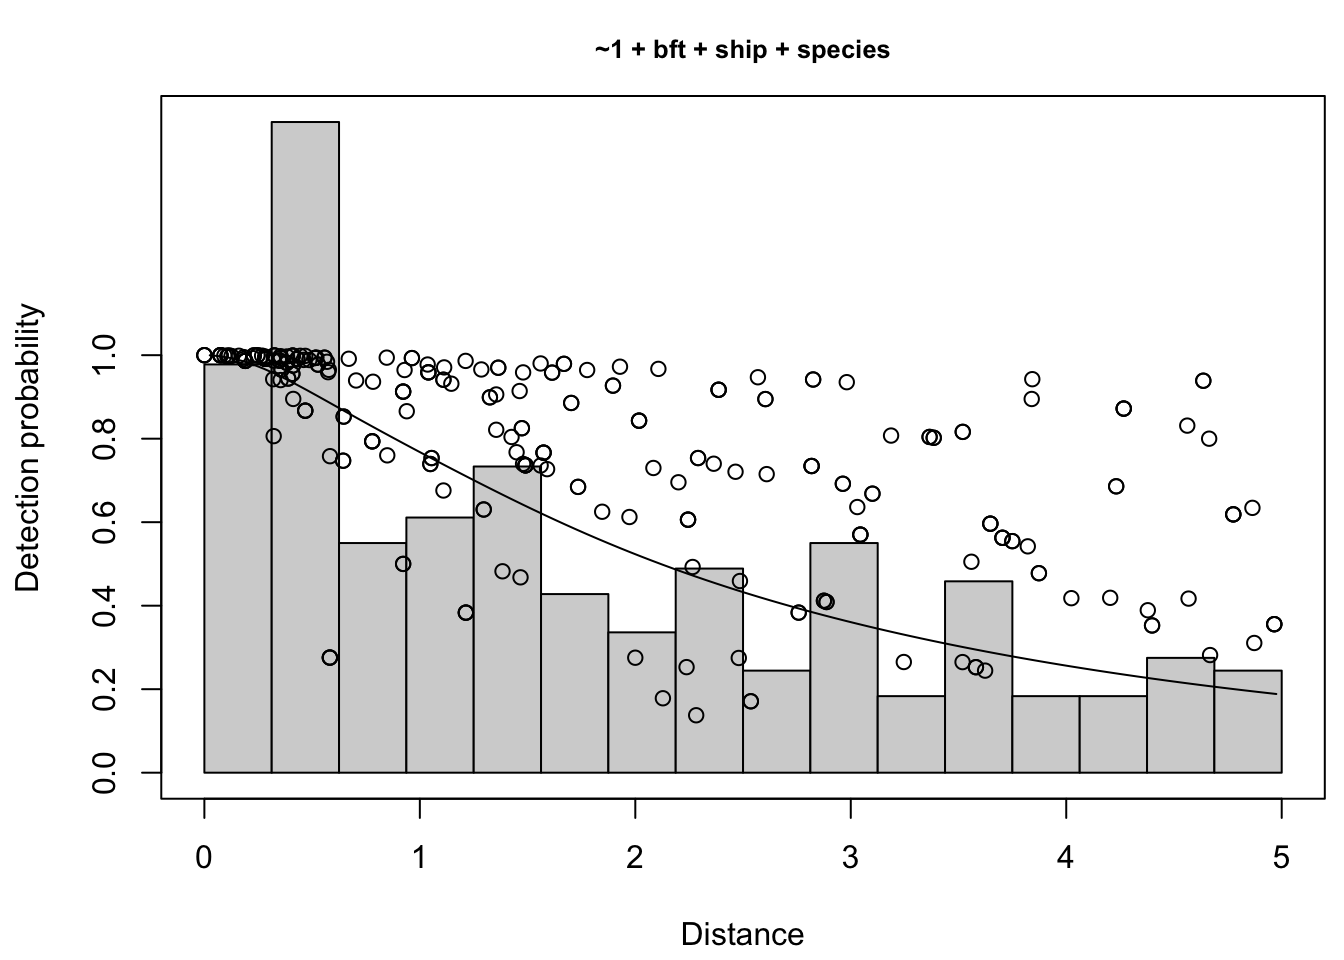 ~1 + bft + ship + species
Detection probability
1.0
0.8
0.6
0.4
0.2
0.0
0 1 2 3 4 5
Distance